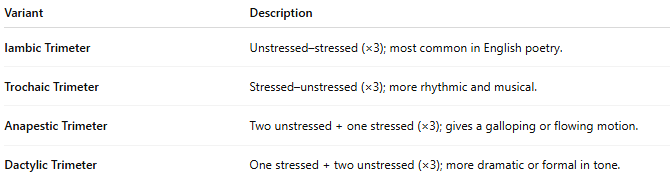 Variant Description
Iambic Trimeter Unstressed–stressed (×3); most common in English poetry.
Trochaic Trimeter Stressed–unstressed (×3); more rhythmic and musical.
Anapestic Trimeter Two unstressed + one stressed (×3); gives a galloping or flowing motion.
Dactylic Trimeter One stressed + two unstressed (×3); more dramatic or formal in tone.